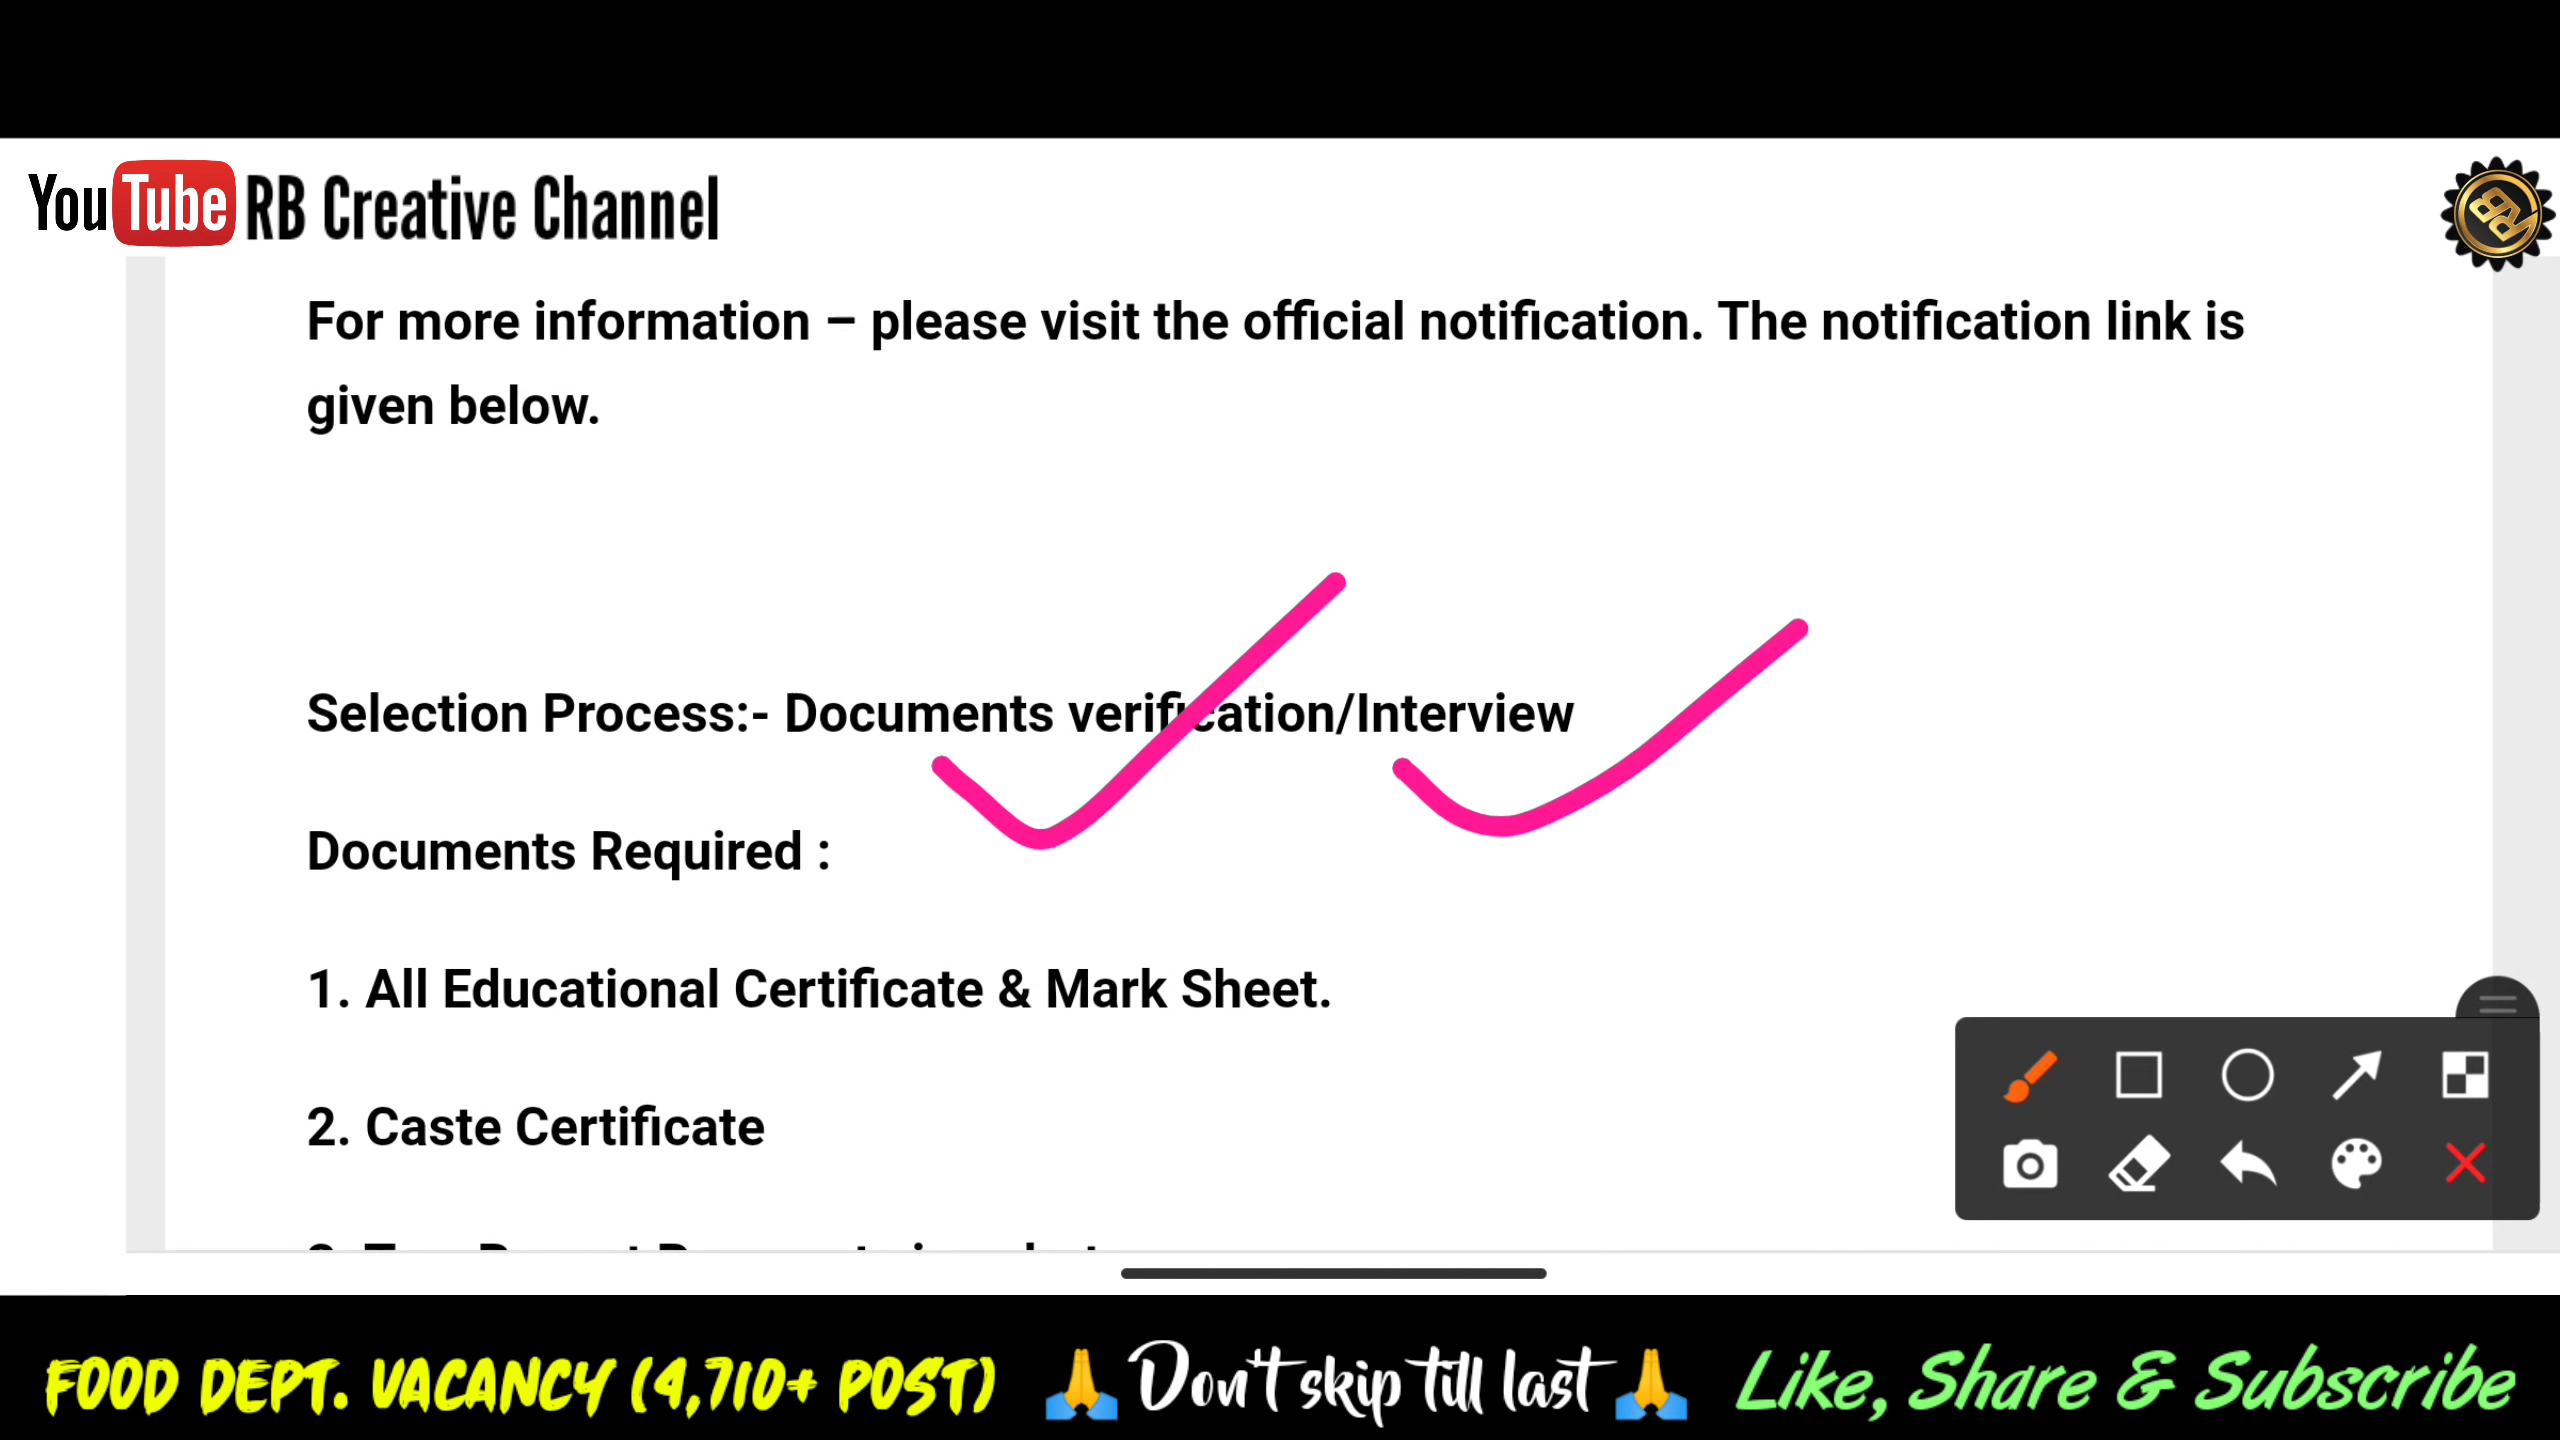 YouTube RB Creative Channel
For more information – please visit the official notification. The notification link is
given below.
Selection Process:- Documents verification/Interview
Documents Required :
1. All Educational Certificate & Mark Sheet.
2. Caste Certificate
FOOD DEPT. VACANCY (4,710+ POST) 🙏Don't skip till last🙏 Like, Share & Subscribe